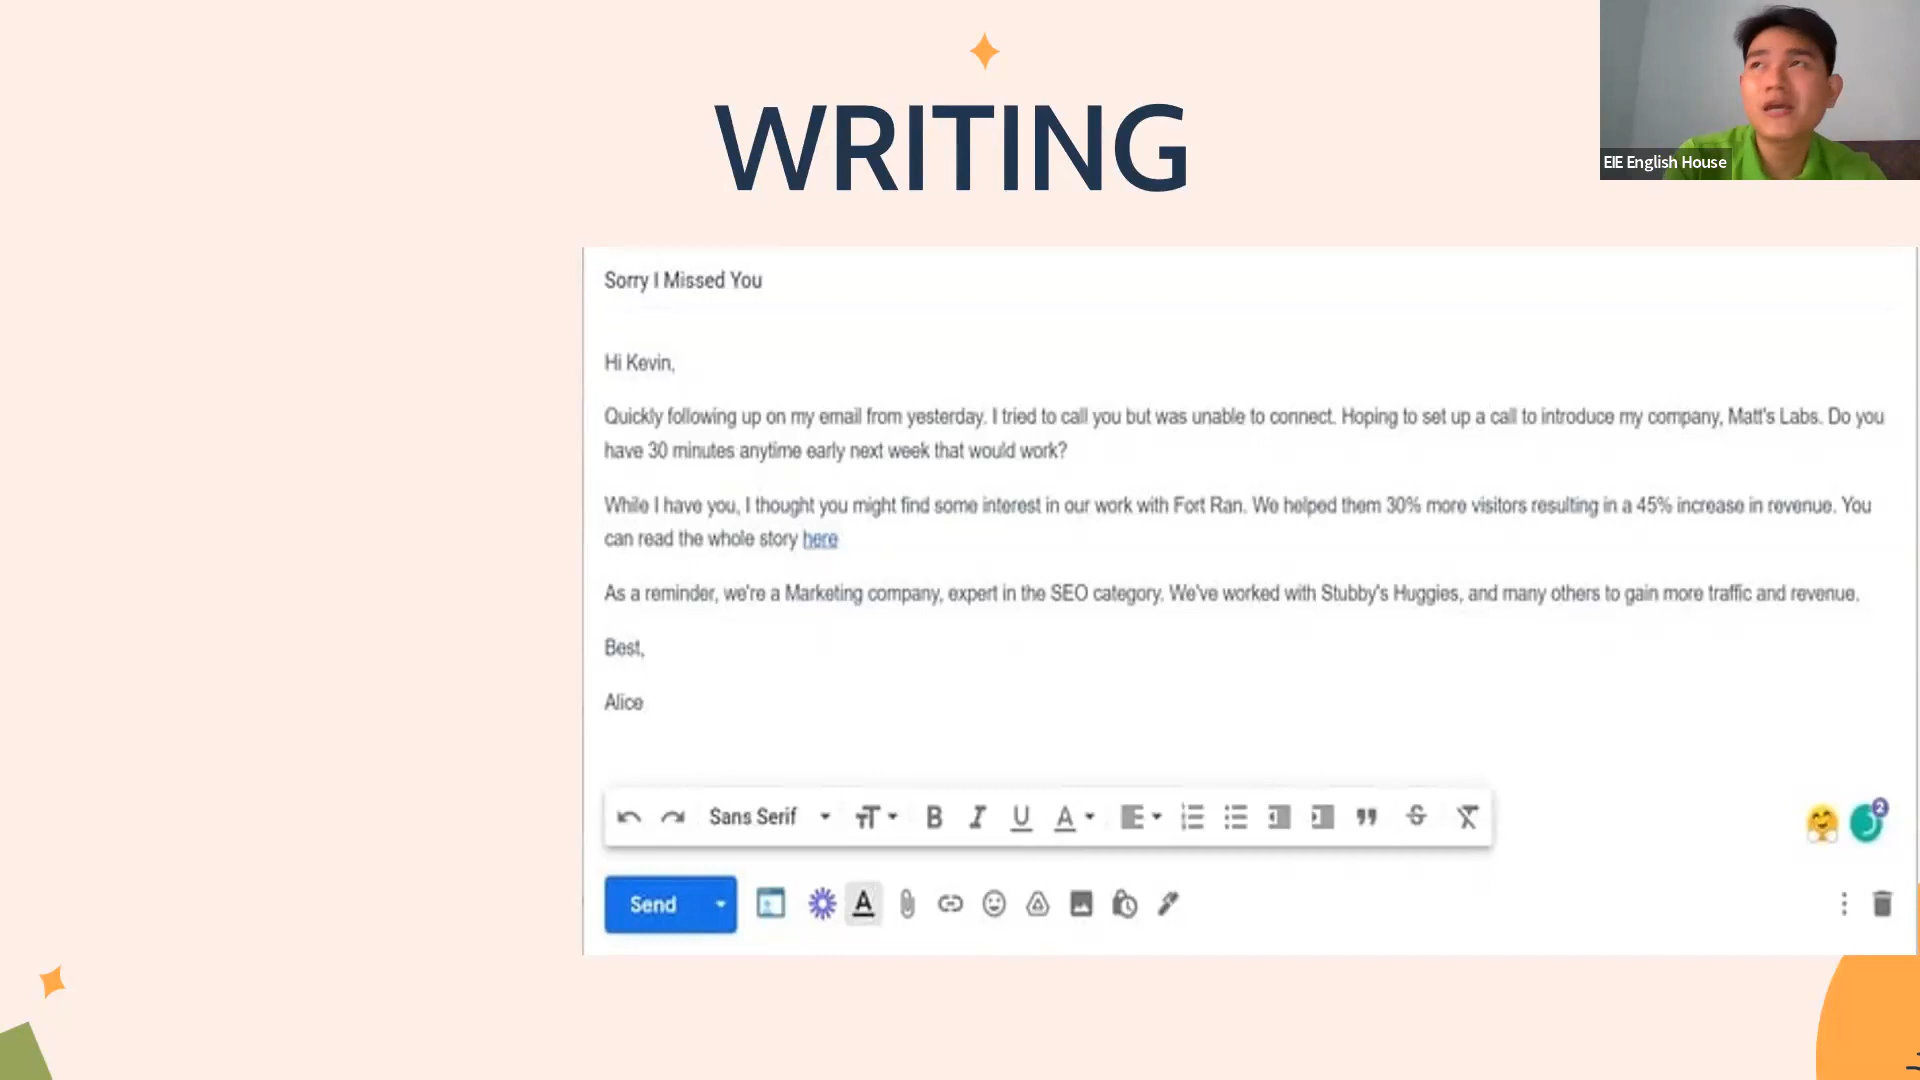 WRITING
EIE English House
Sorry I Missed You
Hi Kevin,
Quickly following up on my email from yesterday. I tried to call you but was unable to connect. Hoping to set up a call to introduce my company, Matt's Labs. Do you
have 30 minutes anytime early next week that would work?
While I have you, I thought you might find some interest in our work with Fort Ran. We helped them 30% more visitors resulting in a 45% increase in revenue. You
can read the whole story here
As a reminder, we're a Marketing company, expert in the SEO category. We've worked with Stubby's Huggies, and many others to gain more traffic and revenue.
Best,
Alice
Sans Serif
2
Send